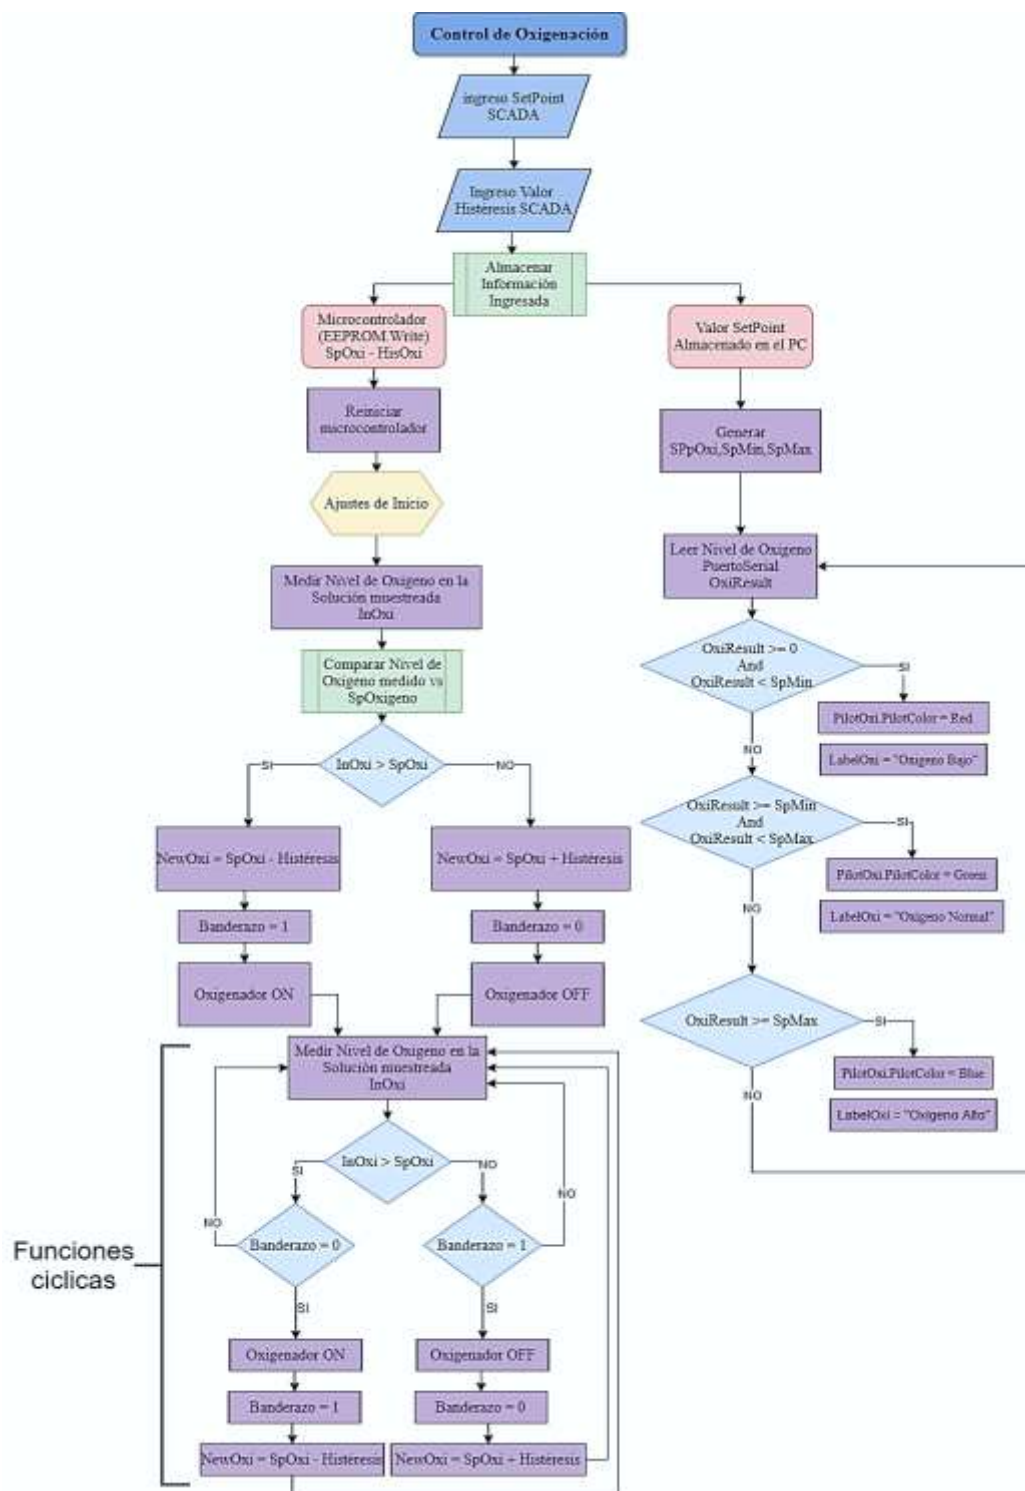 Control de Oxigenación
ingreso SetPoint
SCADA
Ingreso Valor
Histéresis SCADA
Almacenar
Información
Ingresada
Microcontrolador
(EEPROM.Write)
SpOxi - HisOxi
Valor SetPoint
Almacenado en el PC
Reiniciar
microcontrolador
Generar
SPpOxi,SpMin,SpMax
Ajustes de Inicio
Leer Nivel de Oxigeno
PuertoSerial
OxiResult
Medir Nivel de Oxigeno en la
Solución muestreada
InOxi
OxiResult >= 0
And
OxiResult < SpMin
SI
NO
PilotOxi.PilotColor = Red
LabelOxi = "Oxigeno Bajo"
Comparar Nivel de
Oxigeno medido vs
SpOxigeno
InOxi > SpOxi
SI
NO
OxiResult >= SpMin
And
OxiResult < SpMax
SI
NO
PilotOxi.PilotColor = Green
LabelOxi = "Oxigeno Normal"
NewOxi = SpOxi - Histéresis
NewOxi = SpOxi + Histéresis
Banderazo = 1
Banderazo = 0
Oxigenador ON
Oxigenador OFF
OxiResult >= SpMax
SI
NO
PilotOxi.PilotColor = Blue
LabelOxi = "Oxigeno Alto"
Medir Nivel de Oxigeno en la
Solución muestreada
InOxi
InOxi > SpOxi
SI
NO
Banderazo = 0
NO
Banderazo = 1
NO
Funciones
ciclicas
SI
SI
Oxigenador ON
Oxigenador OFF
Banderazo = 1
Banderazo = 0
NewOxi = SpOxi - Histéresis
NewOxi = SpOxi + Histéresis